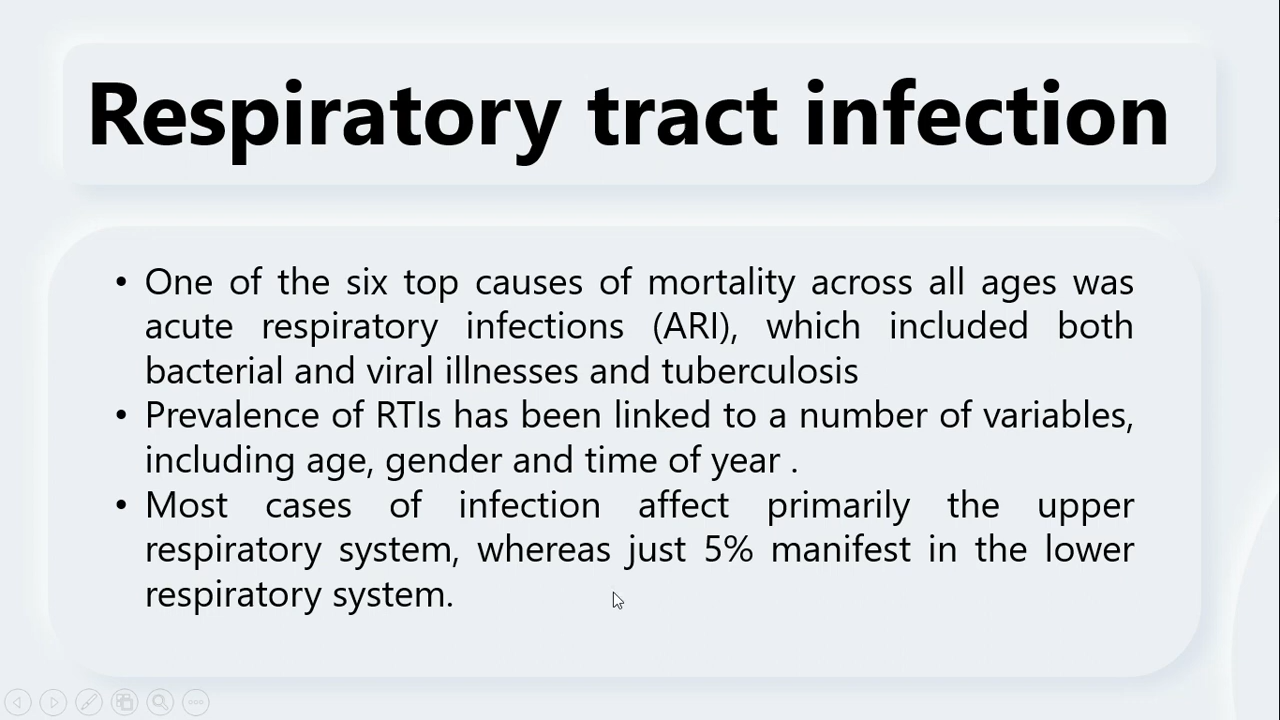 Respiratory tract infection
• One of the six top causes of mortality across all ages was
acute respiratory infections (ARI), which included both
bacterial and viral illnesses and tuberculosis
• Prevalence of RTIs has been linked to a number of variables,
including age, gender and time of year .
• Most cases of infection affect primarily the upper
respiratory system, whereas just 5% manifest in the lower
respiratory system.